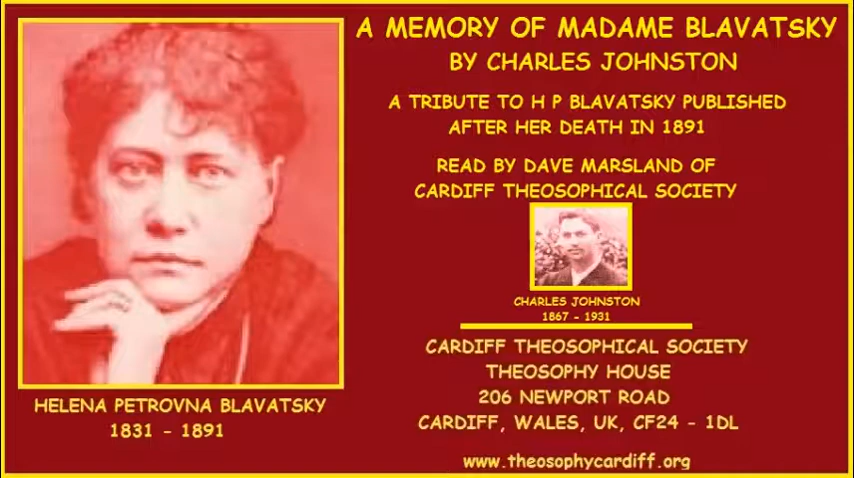 A MEMORY OF MADAME BLAVATSKY
BY CHARLES JOHNSTON
A TRIBUTE TO H P BLAVATSKY PUBLISHED
AFTER HER DEATH IN 1891
READ BY DAVE MARSLAND OF
CARDIFF THEOSOPHICAL SOCIETY
CHARLES JOHNSTON
1867 - 1931
CARDIFF THEOSOPHICAL SOCIETY
THEOSOPHY HOUSE
206 NEWPORT ROAD
CARDIFF, WALES, UK, CF24 - 1DL
www.theosophycardiff.org
HELENA PETROVNA BLAVATSKY
1831 - 1891